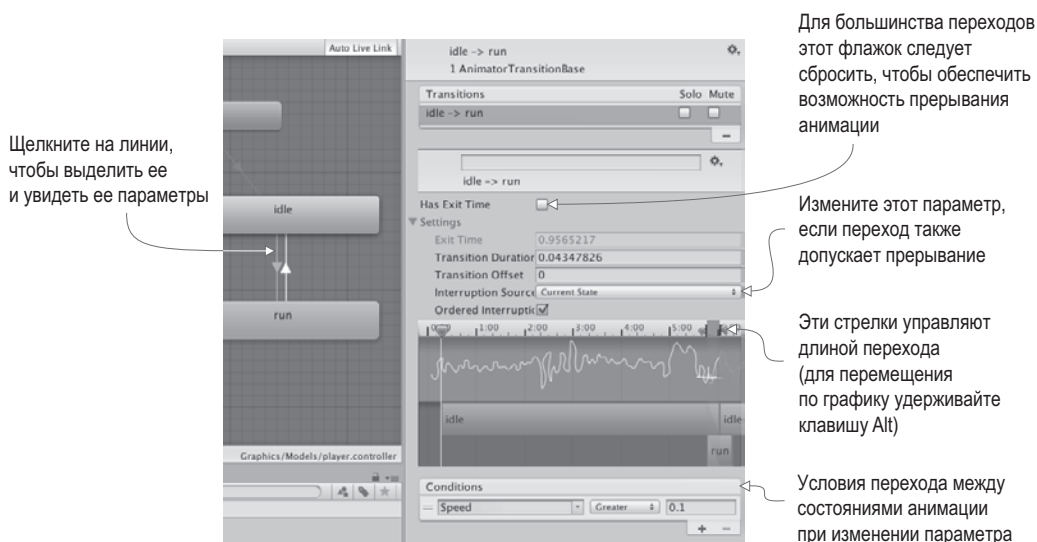 Для большинства переходов
этот флажок следует
сбросить, чтобы обеспечить
возможность прерывания
анимации
Щелкните на линии,
чтобы выделить ее
и увидеть ее параметры
Auto Live Link
idle
run
Graphics/Models/player.controller
idle -> run
1 AnimatorTransitionBase
Transitions
Solo Mute
idle -> run
idle -> run
Has Exit Time
Settings
Exit Time 0.9565217
Transition Duration 0.04347826
Transition Offset 0
Interruption Source Current State
Ordered Interruptio
0:00 1:00 2:00 3:00 4:00 5:00
idle
idle
run
Conditions
Speed Greater 0.1
Измените этот параметр,
если переход также
допускает прерывание
Эти стрелки управляют
длиной перехода
(для перемещения
по графику удерживайте
клавишу Alt)
Условия перехода между
состояниями анимации
при изменении параметра